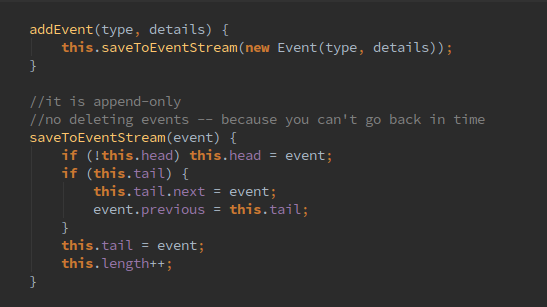 addEvent(type, details) {
    this.saveToEventStream(new Event(type, details));
}

//it is append-only
//no deleting events -- because you can't go back in time
saveToEventStream(event) {
    if (!this.head) this.head = event;
    if (this.tail) {
        this.tail.next = event;
        event.previous = this.tail;
    }
    this.tail = event;
    this.length++;
}